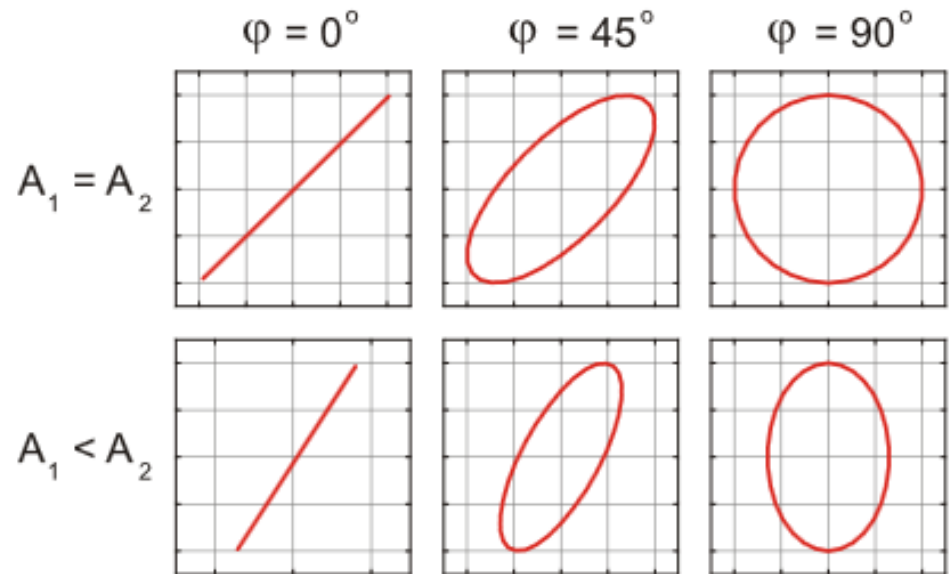 φ = 0° φ = 45° φ = 90°
A₁ = A₂
A₁ < A₂